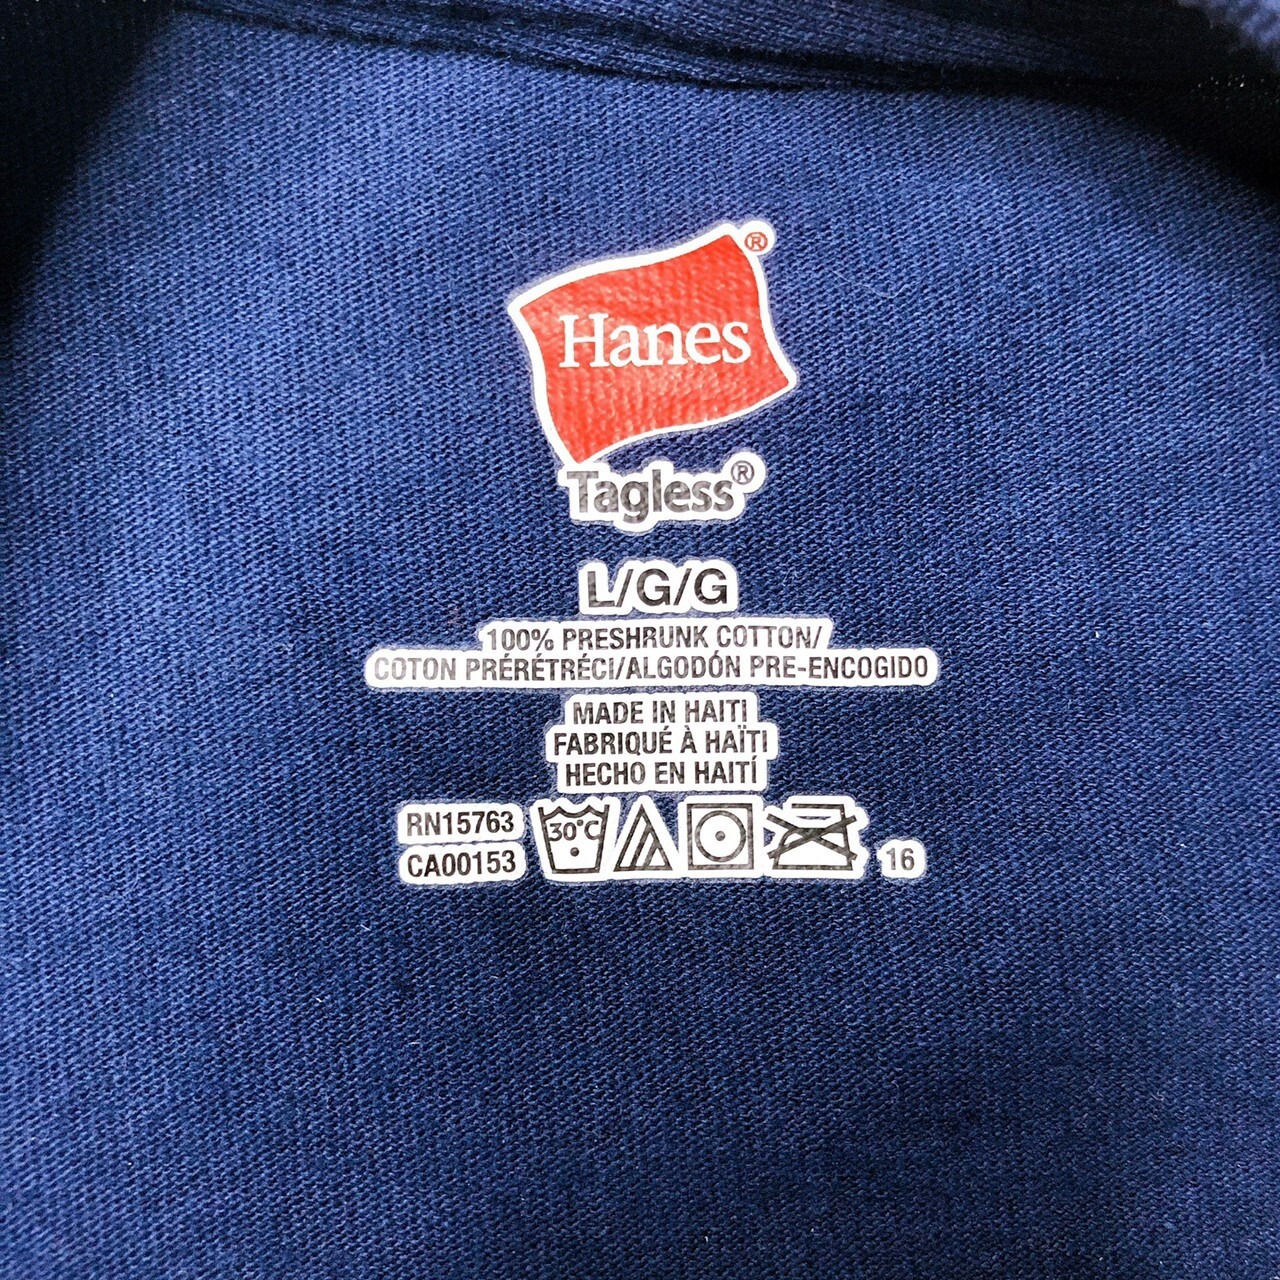 Hanes®
Tagless®
L/G/G
100% PRESHRUNK COTTON/
COTON PRÉRÉTRÉCI/ALGODÓN PRE-ENCOGIDO
MADE IN HAITI
FABRIQUÉ À HAÏTI
HECHO EN HAITÍ
RN15763
CA00153
30°C
16